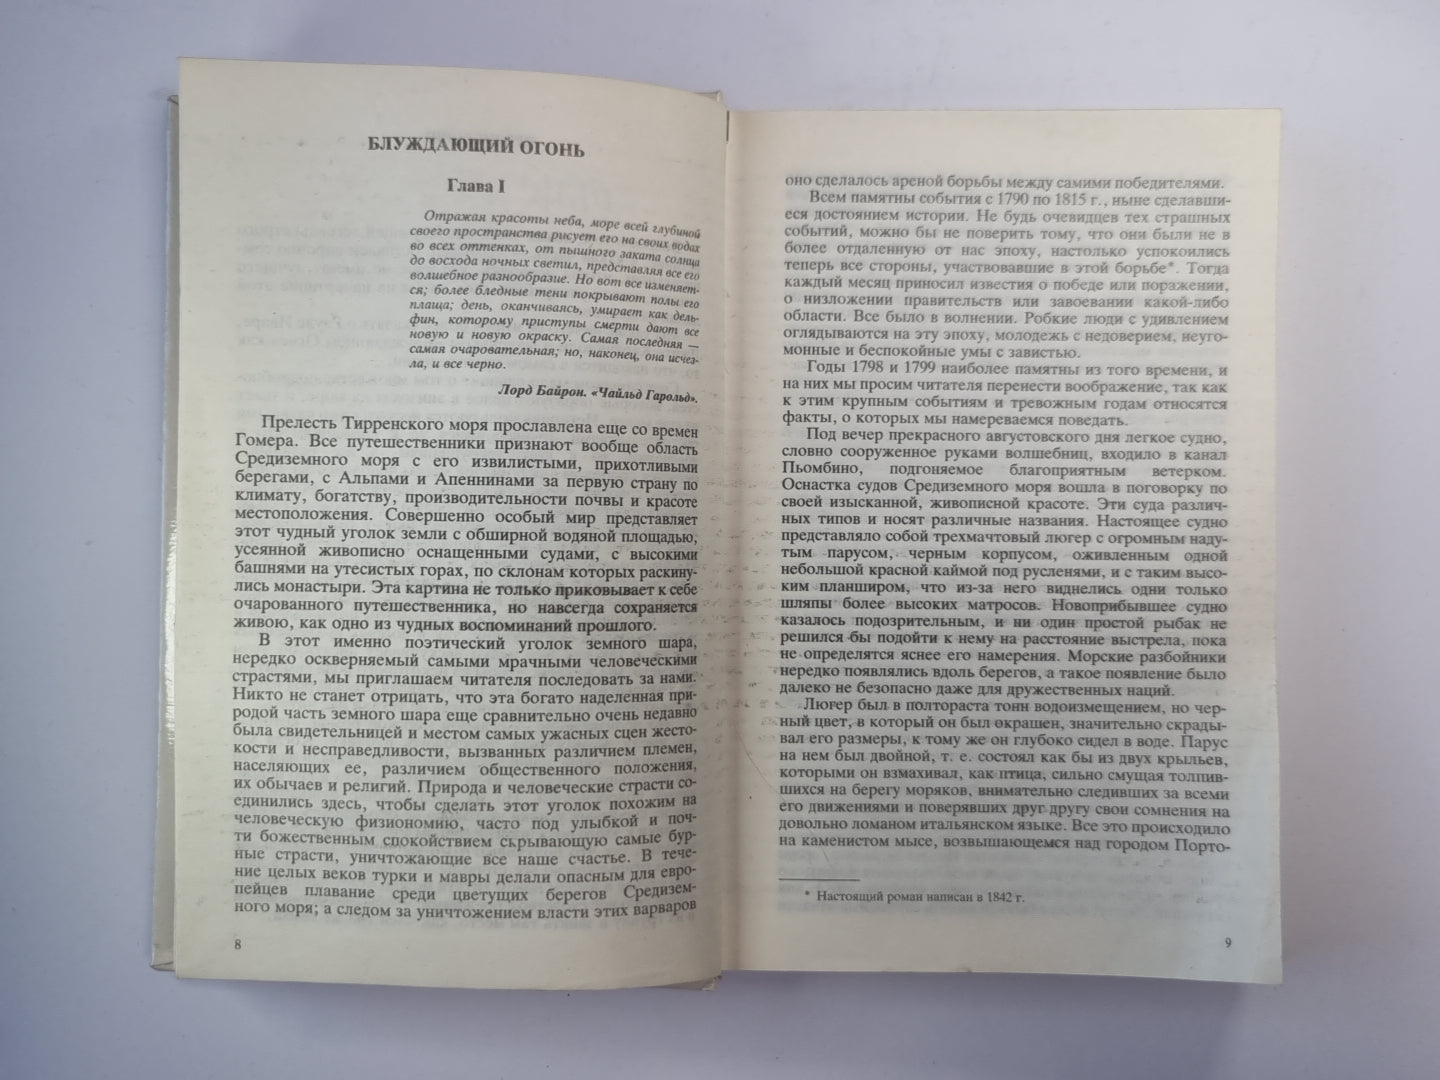 БЛУЖДАЮЩИЙ ОГОНЬ
Глава I
Отражая красоты неба, море всей глубиной
своего пространства рисует его на своих водах
во всех оттенках, от пышного заката солнца
до восхода ночных светил, представляя все его
волшебное разнообразие. Но вот все изменяет-
ся; более бледные тени покрывают полы его
плаща; день, оканчиваясь, умирает как дель-
фин, которому приступы смерти дают все
новую и новую окраску. Самая последняя —
самая очаровательная; но, наконец, она исчез-
ла, и все черно.
Лорд Байрон. «Чайльд Гарольд».
Прелесть Тирренского моря прославлена еще со времен
Гомера. Все путешественники признают вообще область
Средиземного моря с его извилистыми, прихотливыми
берегами, с Альпами и Апеннинами за первую страну по
климату, богатству, производительности почвы и красоте
местоположения. Совершенно особый мир представляет
этот чудный уголок земли с обширной водяной площадью,
усеянной живописно оснащенными судами, с высокими
башнями на утесистых горах, по склонам которых раскину-
лись монастыри. Эта картина не только приковывает к себе
очарованного путешественника, но навсегда сохраняется
живою, как одно из чудных воспоминаний прошлого.
В этот именно поэтический уголок земного шара,
нередко оскверняемый самыми мрачными человеческими
страстями, мы приглашаем читателя последовать за нами.
Никто не станет отрицать, что эта богато наделенная при-
родой часть земного шара еще сравнительно очень недавно
была свидетельницей и местом самых ужасных сцен жесто-
кости и несправедливости, вызванных различием племен,
населяющих ее, различием общественного положения,
их обычаев и религий. Природа и человеческие страсти со-
единились здесь, чтобы сделать этот уголок похожим на
человеческую физиономию, часто под улыбкой и поч-
ти божественным спокойствием скрывающую самые бур-
ные страсти, уничтожающие все наше счастье. В тече-
ние целых веков турки и мавры делали опасным для евро-
пейцев плавание среди цветущих берегов Средизем-
ного моря; а следом за уничтожением власти этих варваров
8
оно сделалось ареной борьбы между самими победителями.
Всем памятны события с 1790 по 1815 г., ныне сделавши-
еся достоянием истории. Не будь очевидцев тех страшных
событий, можно бы не поверить тому, что они были не в
более отдаленную от нас эпоху, настолько успокоились
теперь все стороны, участвовавшие в этой борьбе*. Тогда
каждый месяц приносил известия о победе или поражении,
о низложении правительств или завоевании какой-либо
области. Все было в волнении. Робкие люди с удивлением
оглядываются на эту эпоху, молодежь с недоверием, неуго-
монные и беспокойные умы с завистью.
Годы 1798 и 1799 наиболее памятны из того времени, и
на них мы просим читателя перенести воображение, так как
к этим крупным событиям и тревожным годам относятся
факты, о которых мы намереваемся поведать.
Под вечер прекрасного августовского дня легкое судно,
словно сооруженное руками волшебниц, входило в канал
Пьомбино, подгоняемое благоприятным ветерком.
Оснастка судов Средиземного моря вошла в поговорку по
своей изысканной, живописной красоте. Эти суда различ-
ных типов и носят различные названия. Настоящее судно
представляло собой трехмачтовый люгер с огромным наду-
тым парусом, черным корпусом, оживленным одной
небольшой красной каймою под русленями, и с таким высо-
ким планширом, что из-за него виднелись одни только
шляпы более высоких матросов. Новоприбывшее судно
казалось подозрительным, и ни один простой рыбак не
решился бы подойти к нему на расстояние выстрела, пока
не определятся яснее его намерения. Морские разбойники
нередко появлялись вдоль берегов, а такое появление было
далеко не безопасно даже для дружественных наций.
Люгер был в полтораста тонн водоизмещением, но чер-
ный цвет, в который он был окрашен, значительно скрады-
вал его размеры, к тому же он глубоко сидел в воде. Парус
на нем был двойной, т. е. состоял как бы из двух крыльев,
которыми он взмахивал, как птица, сильно смущая толпив-
шихся на берегу моряков, внимательно следивших за всеми
его движениями и поверявших друг другу свои сомнения на
довольно ломаном итальянском языке. Все это происходило
на каменистом мысе, возвышающемся над городом Порто-
* Настоящий роман написан в 1842 г.
9